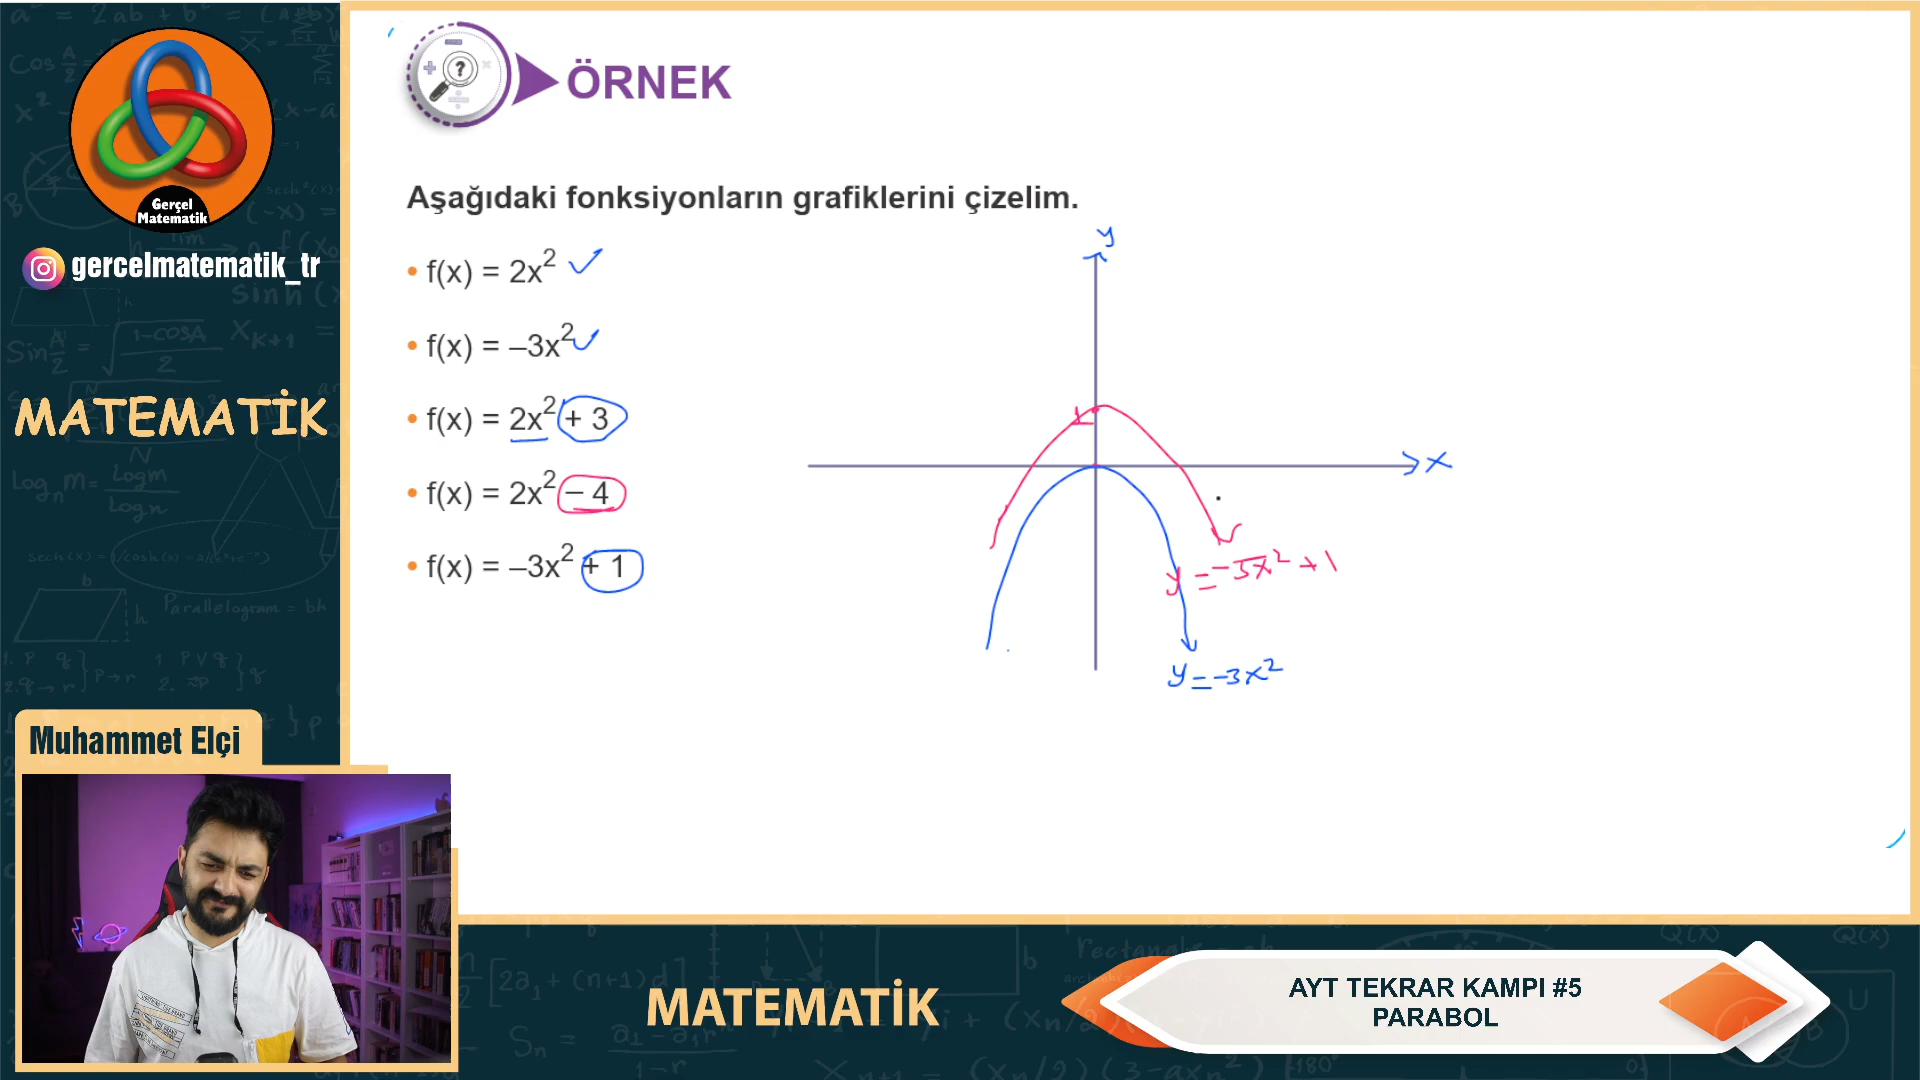 Gerçel
Matematik
gercelmatematik_tr
MATEMATİK
ÖRNEK
Aşağıdaki fonksiyonların grafiklerini çizelim.
• f(x) = 2x²
• f(x) = –3x²
• f(x) = 2x² + 3
• f(x) = 2x² – 4
• f(x) = –3x² + 1
y
x
1
y = -3x² + 1
y = -3x²
Muhammet Elçi
MATEMATİK
AYT TEKRAR KAMPI #5
PARABOL